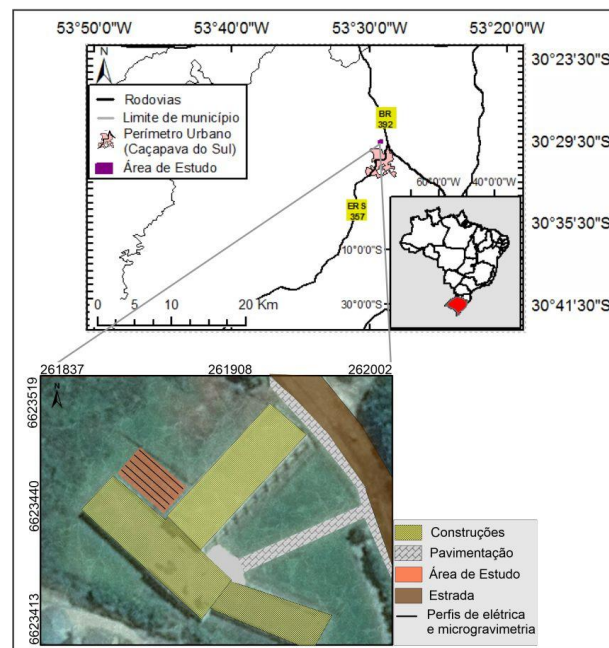 53°50'0"W 53°40'0"W 53°30'0"W 53°20'0"W
30°23'30"S
30°29'30"S
30°35'30"S
30°41'30"S
N
Rodovias
Limite de município
Perímetro Urbano
(Caçapava do Sul)
Área de Estudo
BR
392
ER S
357
60°0'0"W 40°0'0"W
10°0'0"S
30°0'0"S
0 5 10 20 Km
261837 261908 262002
6623519
6623440
6623413
N
Construções
Pavimentação
Área de Estudo
Estrada
Perfis de elétrica
e microgravimetria